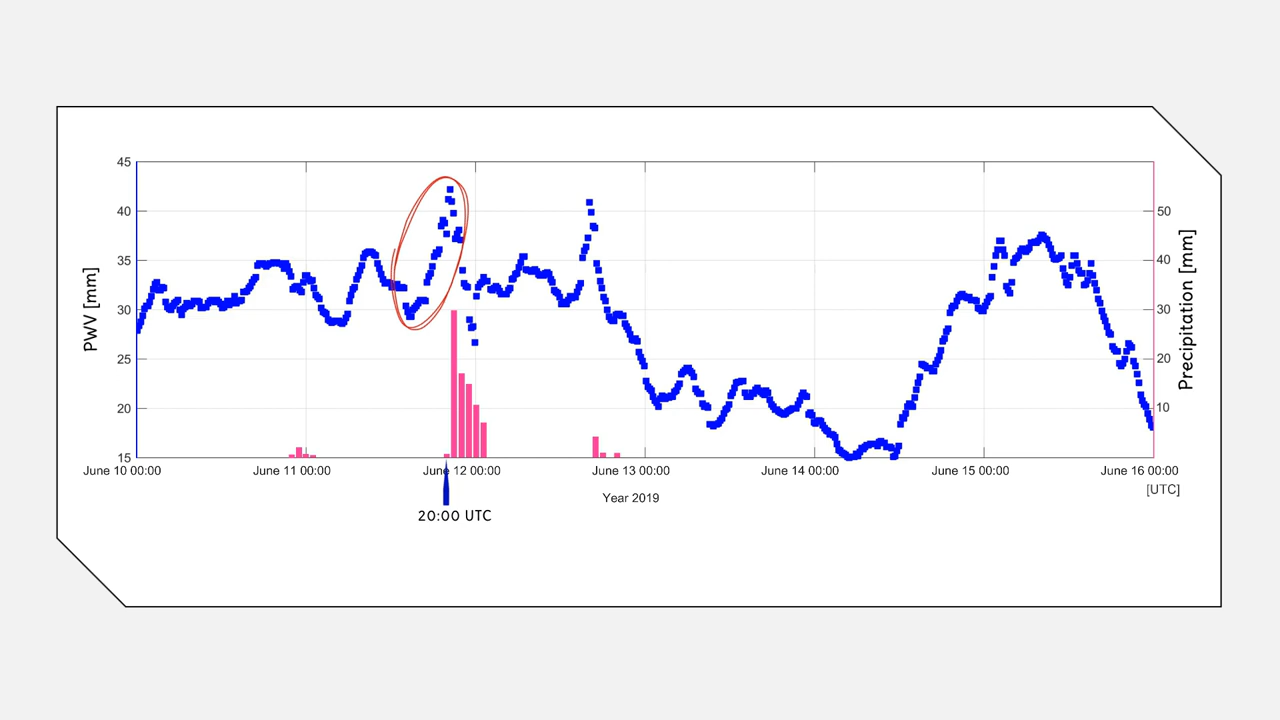 45
40
35
30
25
20
15
PWV [mm]
50
40
30
20
10
Precipitation [mm]
June 10 00:00
June 11 00:00
June 12 00:00
June 13 00:00
June 14 00:00
June 15 00:00
June 16 00:00
[UTC]
Year 2019
20:00 UTC